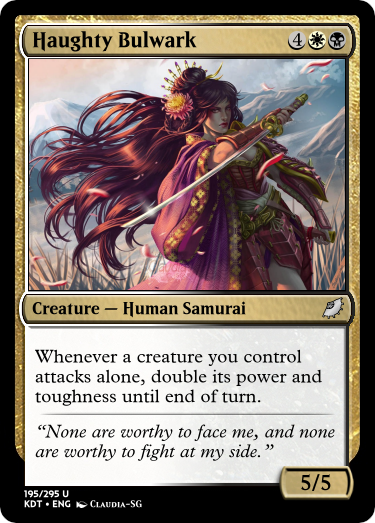 Haughty Bulwark 4
Creature — Human Samurai
Whenever a creature you control
attacks alone, double its power and
toughness until end of turn.
“None are worthy to face me, and none
are worthy to fight at my side.”
5/5
195/295 U
KDT • ENG Claudia-SG